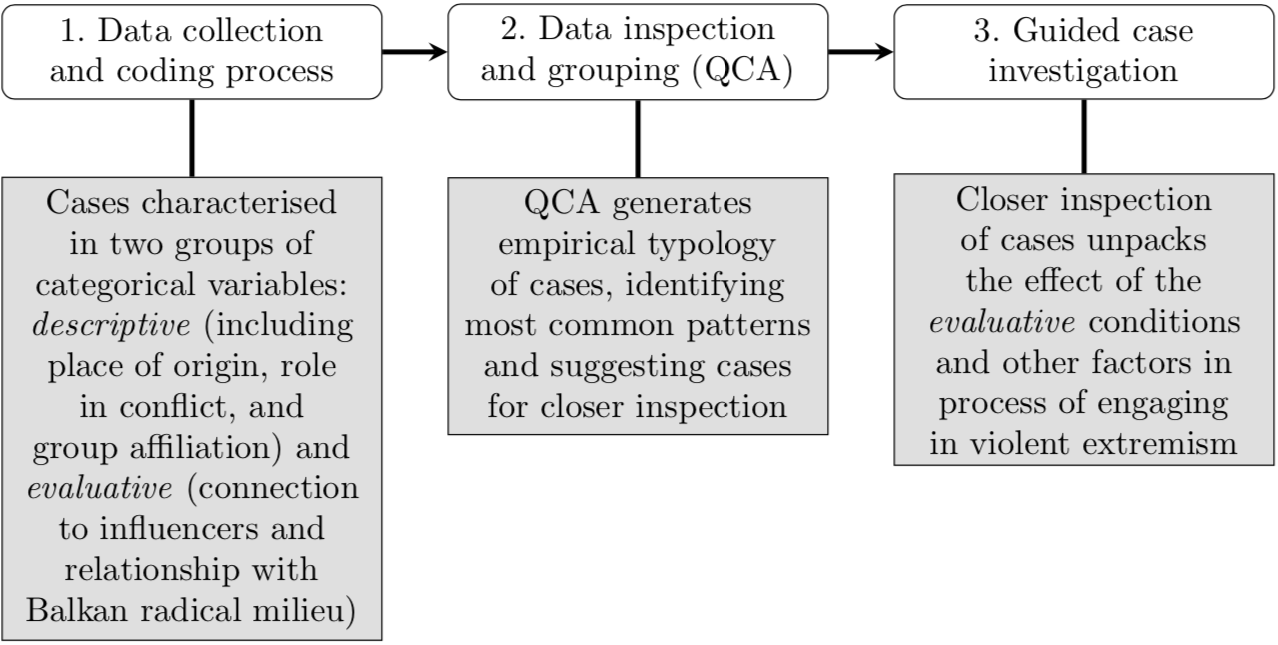 1. Data collection
and coding process
2. Data inspection
and grouping (QCA)
3. Guided case
investigation
Cases characterised
in two groups of
categorical variables:
descriptive (including
place of origin, role
in conflict, and
group affiliation) and
evaluative (connection
to influencers and
relationship with
Balkan radical milieu)
QCA generates
empirical typology
of cases, identifying
most common patterns
and suggesting cases
for closer inspection
Closer inspection
of cases unpacks
the effect of the
evaluative conditions
and other factors in
process of engaging
in violent extremism